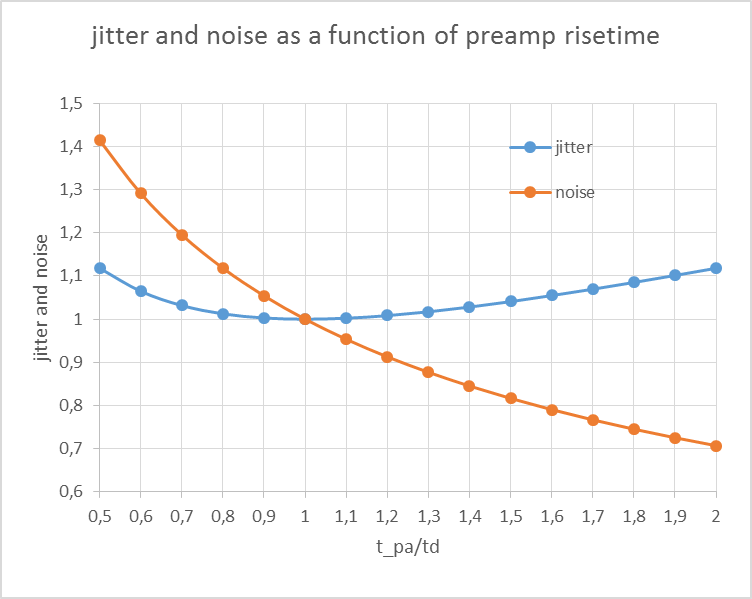 jitter and noise as a function of preamp risetime
1,5
1,4
1,3
1,2
1,1
1
0,9
0,8
0,7
0,6
jitter and noise
jitter
noise
0,5 0,6 0,7 0,8 0,9 1 1,1 1,2 1,3 1,4 1,5 1,6 1,7 1,8 1,9 2
t_pa/td